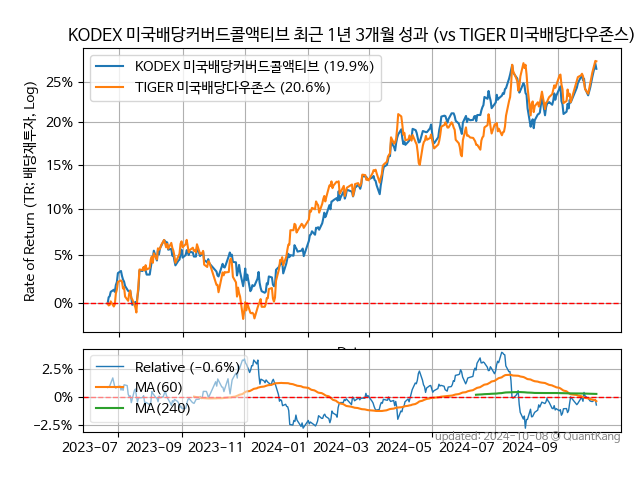 KODEX 미국배당커버드콜액티브 최근 1년 3개월 성과 (vs TIGER 미국배당다우존스)
KODEX 미국배당커버드콜액티브 (19.9%)
TIGER 미국배당다우존스 (20.6%)
Rate of Return (TR: 배당재투자, Log)
25%
20%
15%
10%
5%
0%
Relative (−0.6%)
MA(60)
MA(240)
2.5%
0.0%
−2.5%
2023-07 2023-09 2023-11 2024-01 2024-03 2024-05 2024-07 2024-09
updated: 2024-10-08 © QuantKang